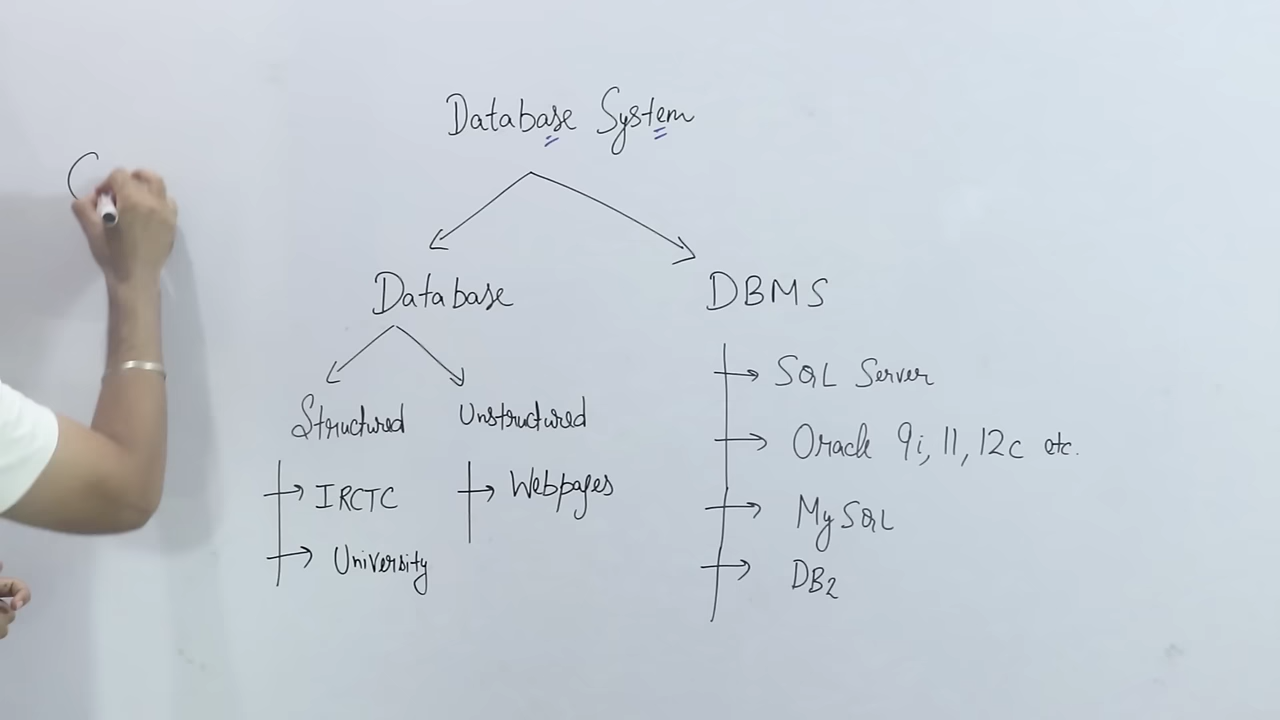 Database System
Database
DBMS
Structured
Unstructured
IRCTC
University
Webpages
SQL Server
Oracle 9i, 11, 12c etc.
MySQL
DB2